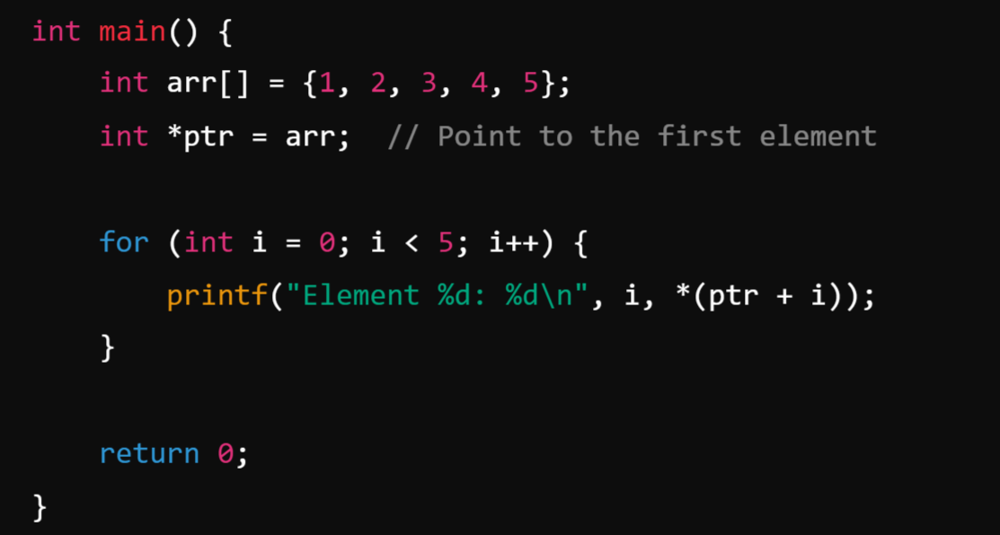 int main() {
    int arr[] = {1, 2, 3, 4, 5};
    int *ptr = arr;  // Point to the first element
    for (int i = 0; i < 5; i++) {
        printf("Element %d: %d\n", i, *(ptr + i));
    }
    return 0;
}